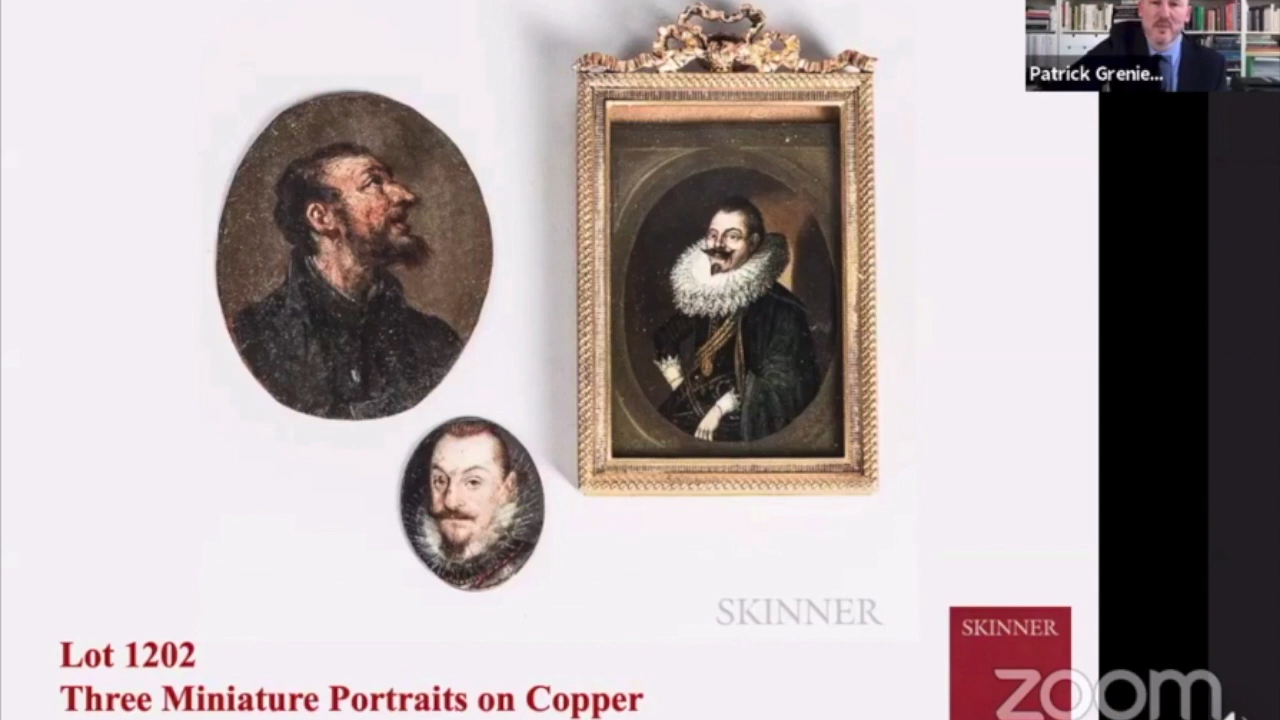 Patrick Grenie...
SKINNER
SKINNER
Lot 1202
Three Miniature Portraits on Copper
zoom